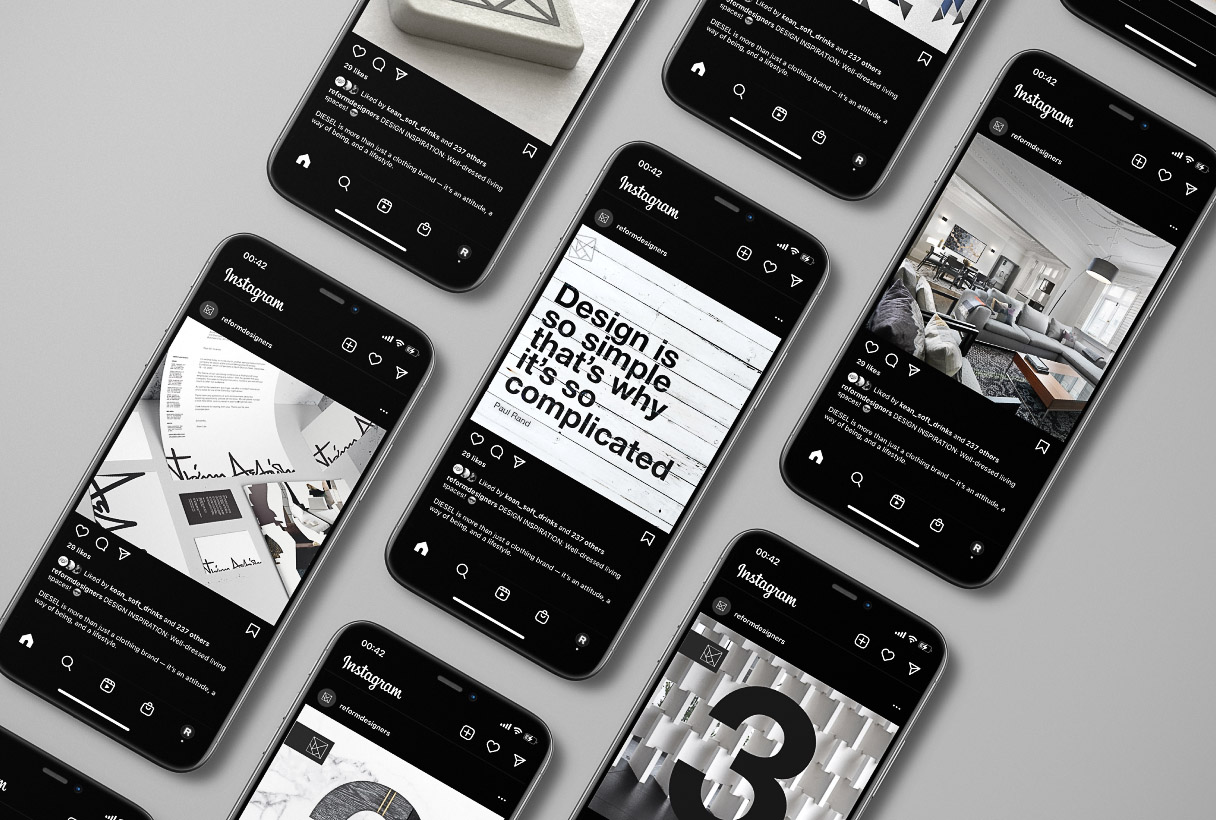 29 likes
Liked by kean_soft_drinks and 237 others
reformdesigners DESIGN INSPIRATION. Well-dressed living
spaces! 😎
DIESEL is more than just a clothing brand — it's an attitude, a
way of being, and a lifestyle.
R
Liked by kean_soft_drinks and 237 others
reformdesigners DESIGN INSPIRATION. Well-dressed living
spaces! 😎
DIESEL is more than just a clothing brand — it's an attitude, a
way of being, and a lifestyle.
R
00:42
Instagram
reformdesigners
29 likes
Liked by kean_soft_drinks and 237 others
reformdesigners DESIGN INSPIRATION. Well-dressed living
spaces! 😎
DIESEL is more than just a clothing brand — it's an attitude, a
way of being, and a lifestyle.
R
00:42
Instagram
reformdesigners
Design is
so simple
that's why
it's so
complicated
Paul Rand
29 likes
Liked by kean_soft_drinks and 237 others
reformdesigners DESIGN INSPIRATION. Well-dressed living
spaces! 😎
DIESEL is more than just a clothing brand — it's an attitude, a
way of being, and a lifestyle.
R
00:42
Instagram
reformdesigners
29 likes
Liked by kean_soft_drinks and 237 others
reformdesigners DESIGN INSPIRATION. Well-dressed living
spaces! 😎
DIESEL is more than just a clothing brand — it's an attitude, a
way of being, and a lifestyle.
R
00:42
Instagram
reformdesigners
3
00:42
Instagram
reformdesigners